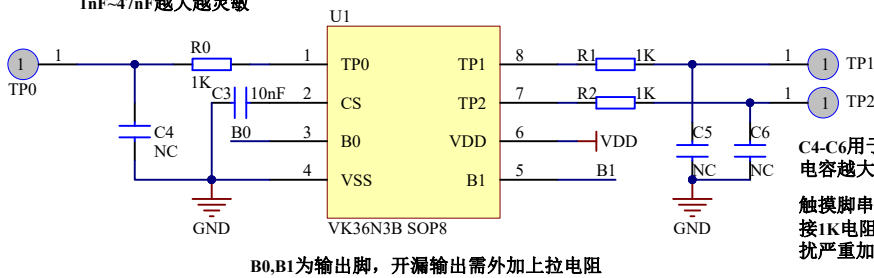 1nF~47nF越大越灵敏
U1
1
TP0
1
R0
1K
1
TP0
TP1
8
R1
1K
1
1
TP1
C3
10nF
2
CS
TP2
7
R2
1K
1
1
TP2
C4
NC
B0
3
B0
VDD
6
VDD
C5
NC
C6
NC
4
VSS
B1
5
B1
GND
VK36N3B SOP8
GND
C4-C6用于
电容越大
触摸脚串
接1K电阻
扰严重加
B0,B1为输出脚，开漏输出需外加上拉电阻